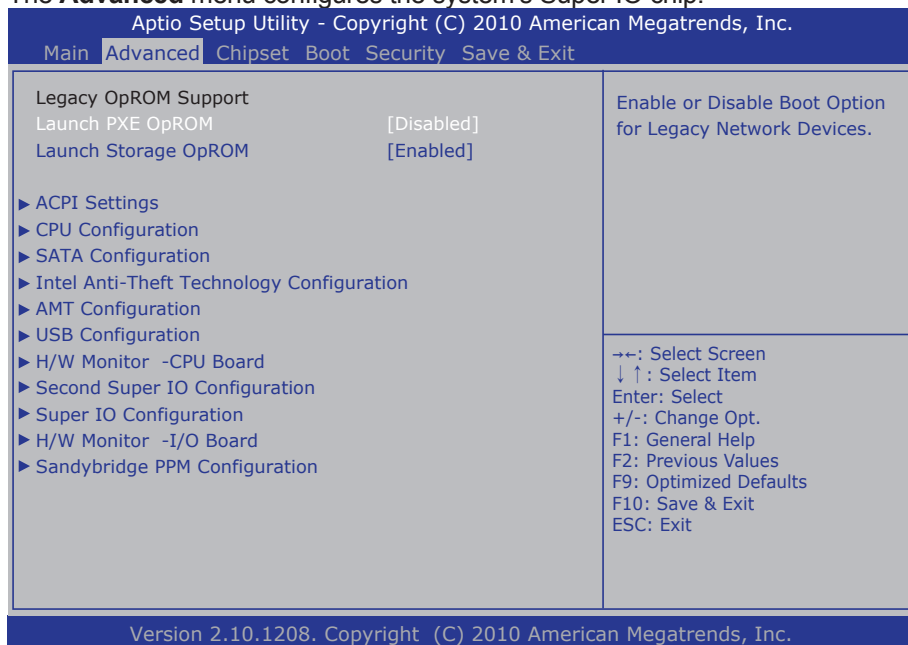 The Advanced menu configures the system's Super IO chip.
Aptio Setup Utility - Copyright (C) 2010 American Megatrends, Inc.
Main Advanced Chipset Boot Security Save & Exit
Legacy OpROM Support
Launch PXE OpROM [Disabled]
Launch Storage OpROM [Enabled]
▶ ACPI Settings
▶ CPU Configuration
▶ SATA Configuration
▶ Intel Anti-Theft Technology Configuration
▶ AMT Configuration
▶ USB Configuration
▶ H/W Monitor -CPU Board
▶ Second Super IO Configuration
▶ Super IO Configuration
▶ H/W Monitor -I/O Board
▶ Sandybridge PPM Configuration
Enable or Disable Boot Option
for Legacy Network Devices.
→←: Select Screen
↓↑: Select Item
Enter: Select
+/-: Change Opt.
F1: General Help
F2: Previous Values
F9: Optimized Defaults
F10: Save & Exit
ESC: Exit
Version 2.10.1208. Copyright (C) 2010 American Megatrends, Inc.